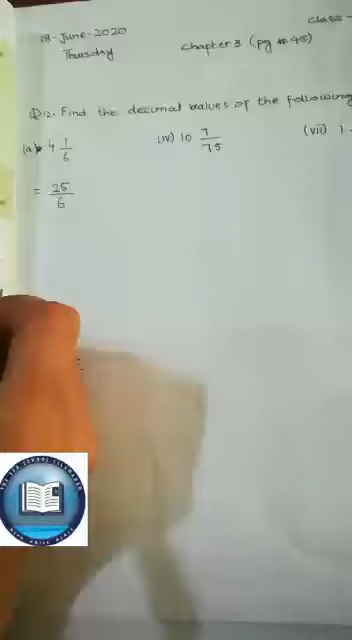 18-June-2020
Thursday
Class-
Chapter 3 (Pg # 45)
Q12. Find the decimal values of the following
(a) 4 1/6
(iv) 10 7/75
(vii) 1
= 25/6